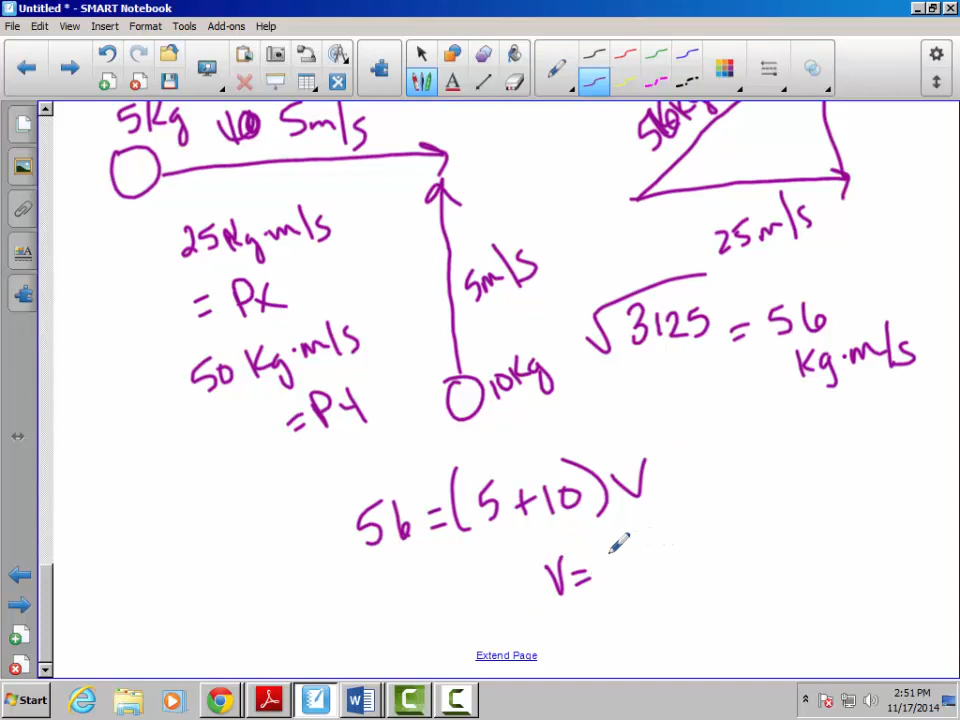 Untitled * - SMART Notebook
File Edit View Insert Format Tools Add-ons Help
5Kg 5m/s
25Kg·m/s
= PX
50 Kg·m/s
= PY
5m/s
10Kg
25m/s
√3125 = 56
kg·m/s
56=(5+10)V
V=
Extend Page
Start
2:51 PM
11/17/2014